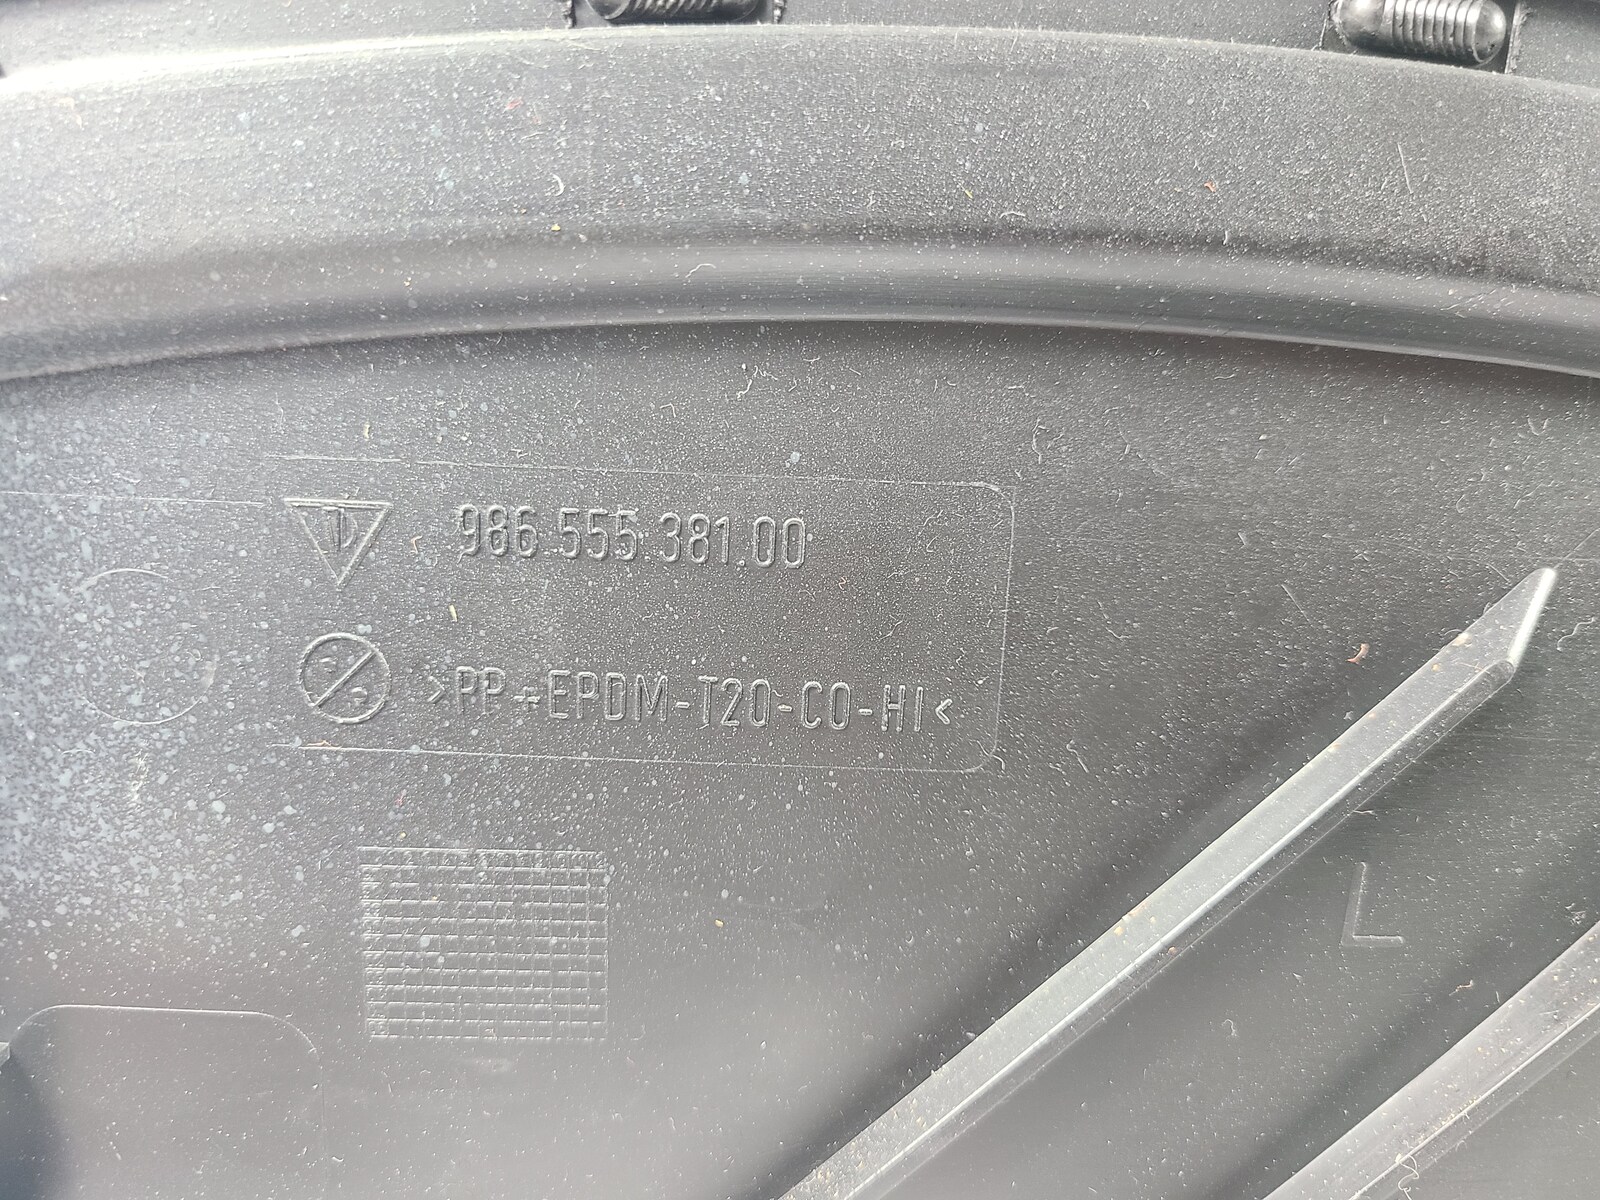 986.555.381.00
>PP+EPDM-T20-CO-HI<
L